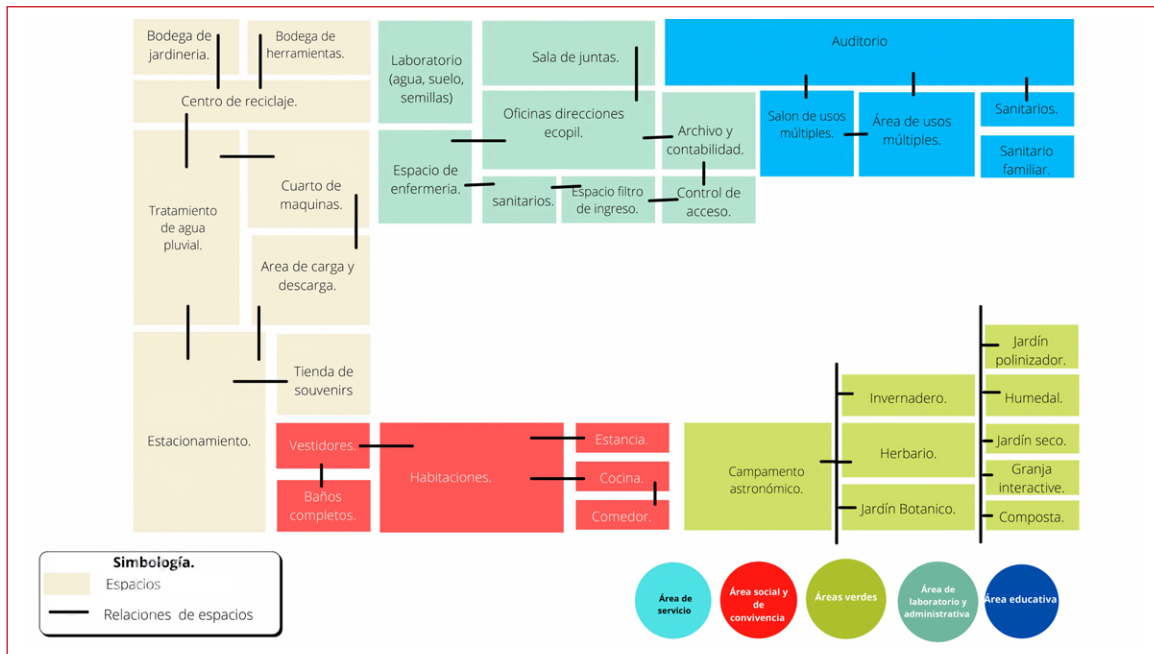 Bodega de
jardineria.
Bodega de
herramientas.
Centro de reciclaje.
Cuarto de
maquinas.
Tratamiento
de agua
pluvial.
Area de carga y
descarga.
Tienda de
souvenirs
Estacionamiento.
Laboratorio
(agua, suelo,
semillas)
Sala de juntas.
Oficinas direcciones
ecopil.
Archivo y
contabilidad.
Espacio de
enfermeria.
sanitarios.
Espacio filtro
de ingreso.
Control de
acceso.
Auditorio
Salon de usos
múltiples.
Área de usos
múltiples.
Sanitarios.
Sanitario
familiar.
Vestidores.
Baños
completos.
Habitaciones.
Estancia.
Cocina.
Comedor.
Campamento
astronómico.
Invernadero.
Herbario.
Jardín Botanico.
Jardín
polinizador.
Humedal.
Jardín seco.
Granja
interactive.
Composta.
Simbología.
Espacios
Relaciones de espacios
Área de
servicio
Área social y
de
convivencia
Áreas verdes
Área de
laboratorio y
administrativa
Área educativa